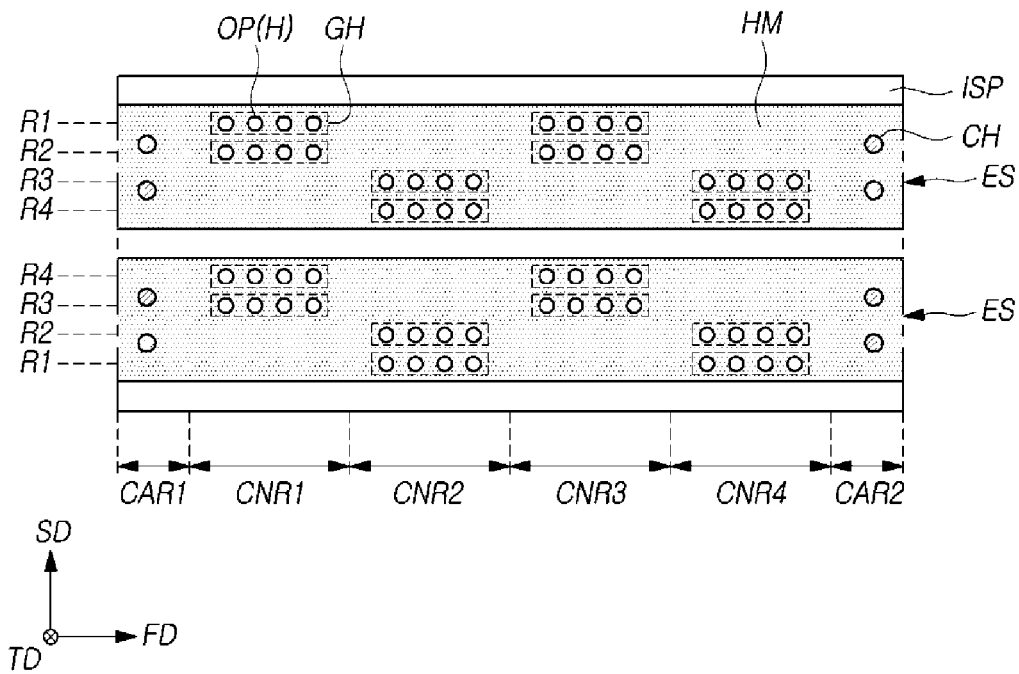 OP(H) GH HM
ISP
R1
CH
R2
R3 ES
R4
R4
R3
ES
R2
R1
CAR1 CNR1 CNR2 CNR3 CNR4 CAR2
SD
FD
TD